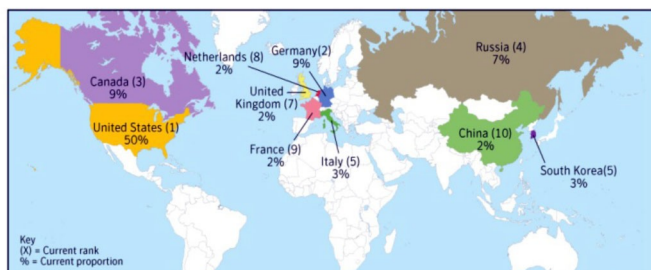 Canada (3)
9%
United States (1)
50%
Netherlands (8)
2%
Germany(2)
9%
United
Kingdom (7)
2%
France (9)
2%
Italy (5)
3%
Russia (4)
7%
China (10)
2%
South Korea(5)
3%
Key
(X) = Current rank
% = Current proportion